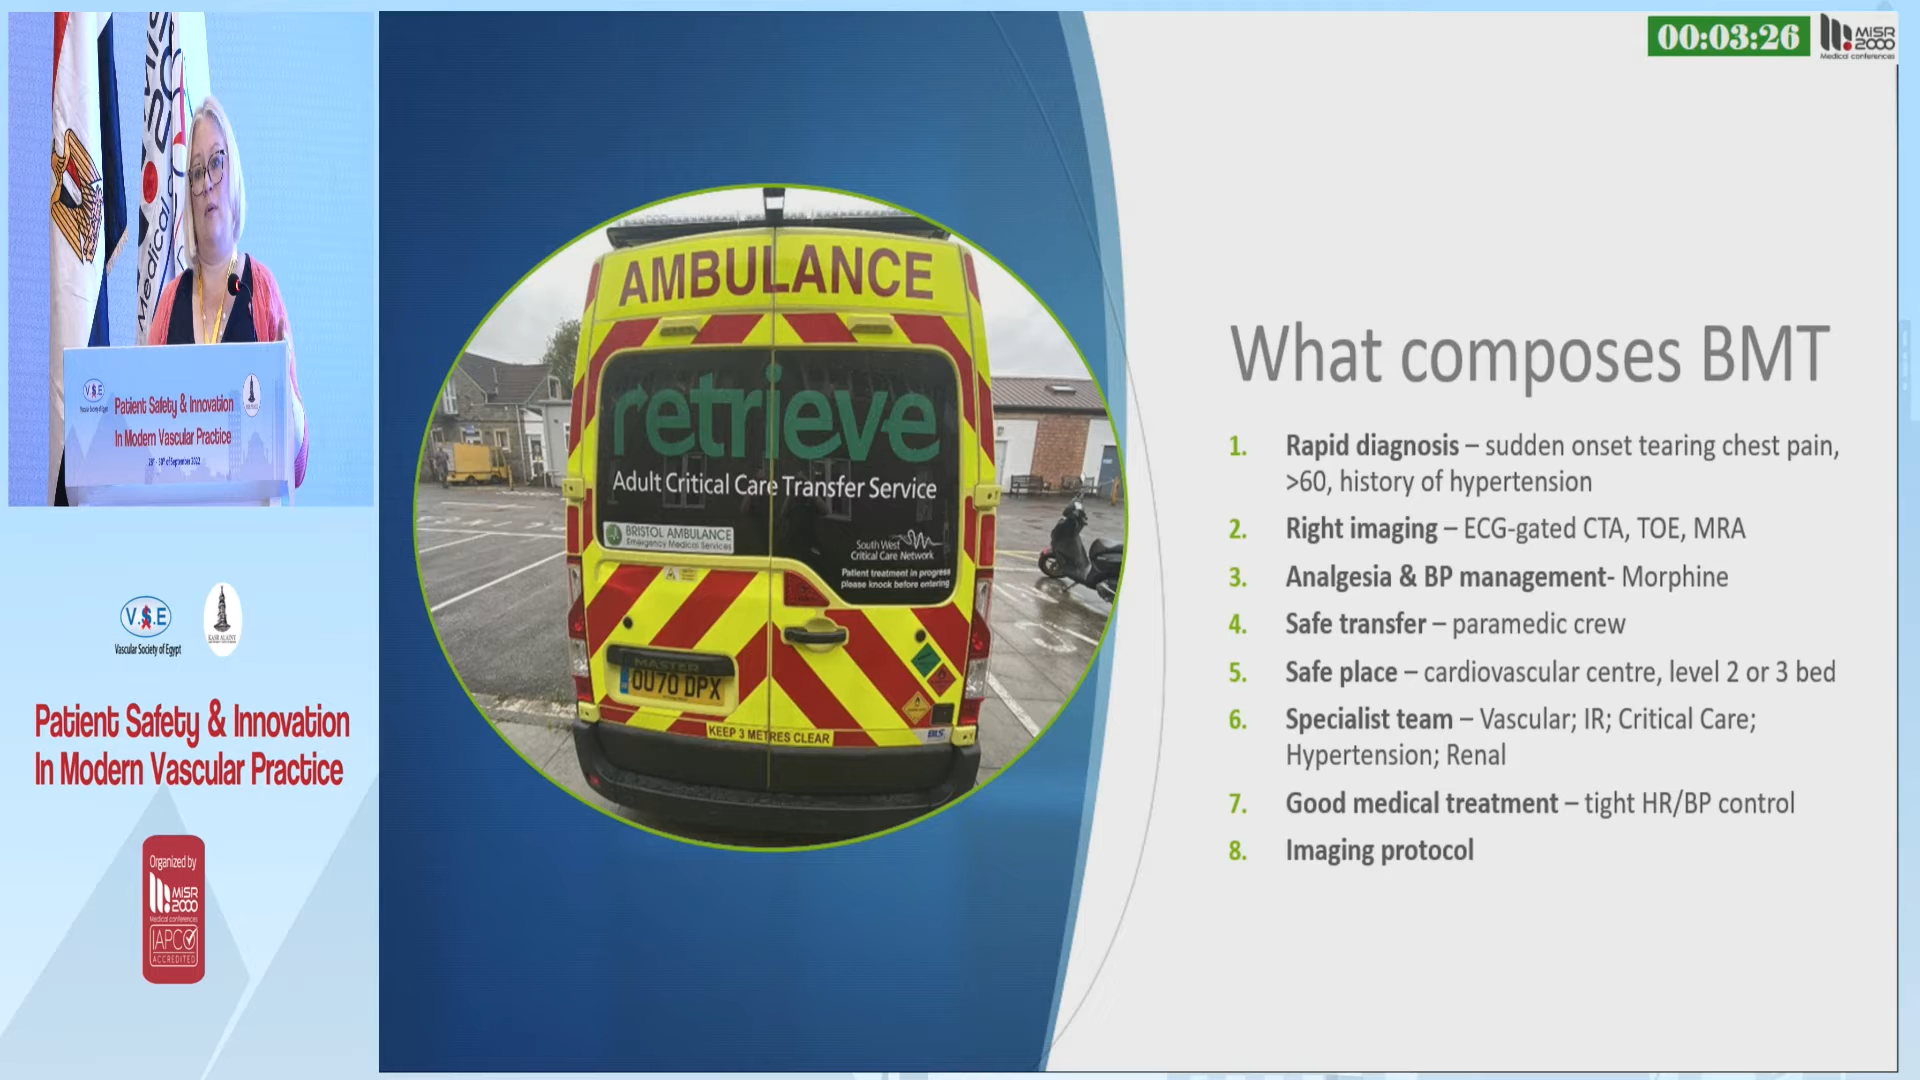 00:03:26
MISR
2000
Medical conferences
Medical
Patient Safety & Innovation
In Modern Vascular Practice
V.S.E
Vascular Society of Egypt
KASR ALAINY
Patient Safety & Innovation
In Modern Vascular Practice
Organized by
MISR
2000
Medical conferences
IAPCO
ACCREDITED
AMBULANCE
retrieve
Adult Critical Care Transfer Service
BRISTOL AMBULANCE
Emergency Medical Services
South West
Critical Care Network
Patient treatment in progress
please knock before entering
MASTER
OU70 DPX
KEEP 3 METRES CLEAR
What composes BMT
1. Rapid diagnosis – sudden onset tearing chest pain,
>60, history of hypertension
2. Right imaging – ECG-gated CTA, TOE, MRA
3. Analgesia & BP management- Morphine
4. Safe transfer – paramedic crew
5. Safe place – cardiovascular centre, level 2 or 3 bed
6. Specialist team – Vascular; IR; Critical Care;
Hypertension; Renal
7. Good medical treatment – tight HR/BP control
8. Imaging protocol